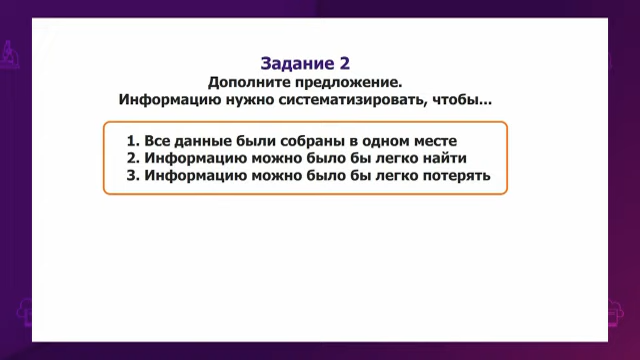 Задание 2
Дополните предложение.
Информацию нужно систематизировать, чтобы...
1. Все данные были собраны в одном месте
2. Информацию можно было бы легко найти
3. Информацию можно было бы легко потерять